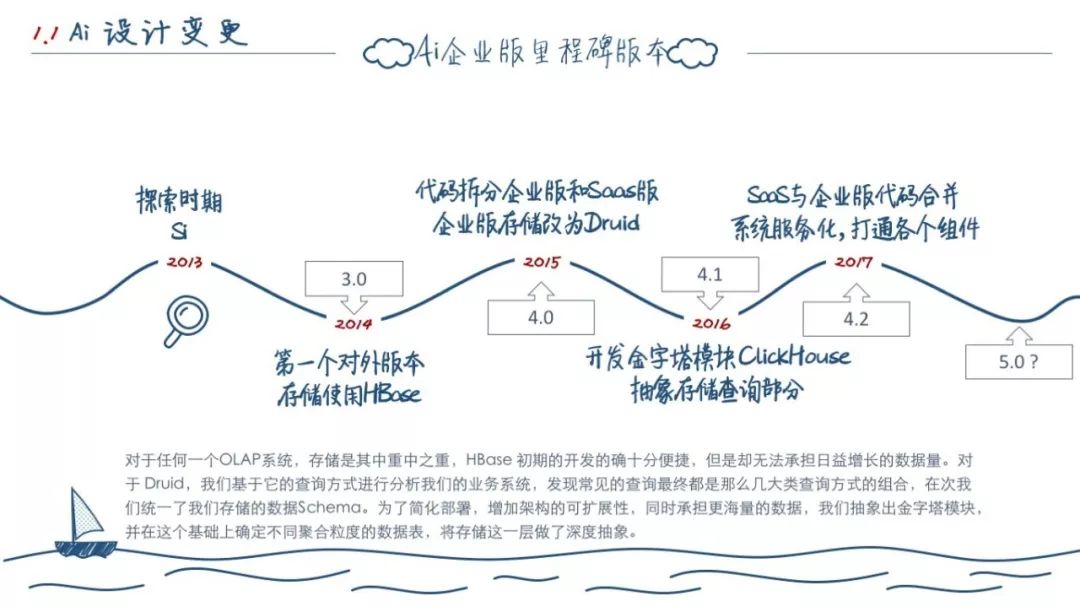 1.1 Ai 设计变更
Ai企业版里程碑版本
探索时期
Si
2013
3.0
2014
第一个对外版本
存储使用HBase
代码拆分企业版和Saas版
企业版存储改为Druid
2015
4.0
4.1
2016
开发金字塔模块ClickHouse
抽象存储查询部分
SaaS与企业版代码合并
系统服务化,打通各个组件
2017
4.2
5.0 ?
对于任何一个OLAP系统，存储是其中重中之重，HBase 初期的开发的确十分便捷，但是却无法承担日益增长的数据量。对
于 Druid，我们基于它的查询方式进行分析我们的业务系统，发现常见的查询最终都是那么几大类查询方式的组合，在次我
们统一了我们存储的数据Schema。为了简化部署，增加架构的可扩展性，同时承担更海量的数据，我们抽象出金字塔模块，
并在这个基础上确定不同聚合粒度的数据表，将存储这一层做了深度抽象。